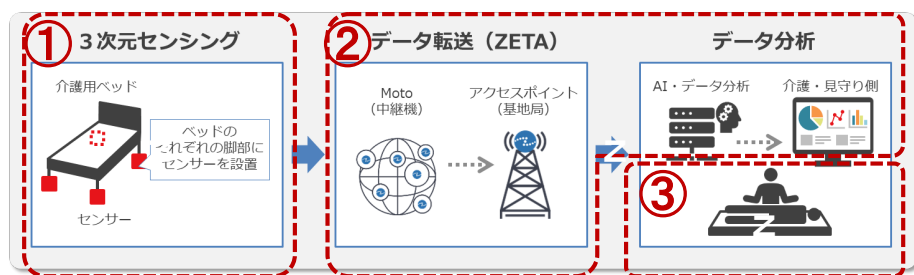 ① 3次元センシング
② データ転送（ZETA）
データ分析
介護用ベッド
ベッドの
それぞれの脚部に
センサーを設置
センサー
Moto
（中継機）
アクセスポイント
（基地局）
AI・データ分析
介護・見守り側
③